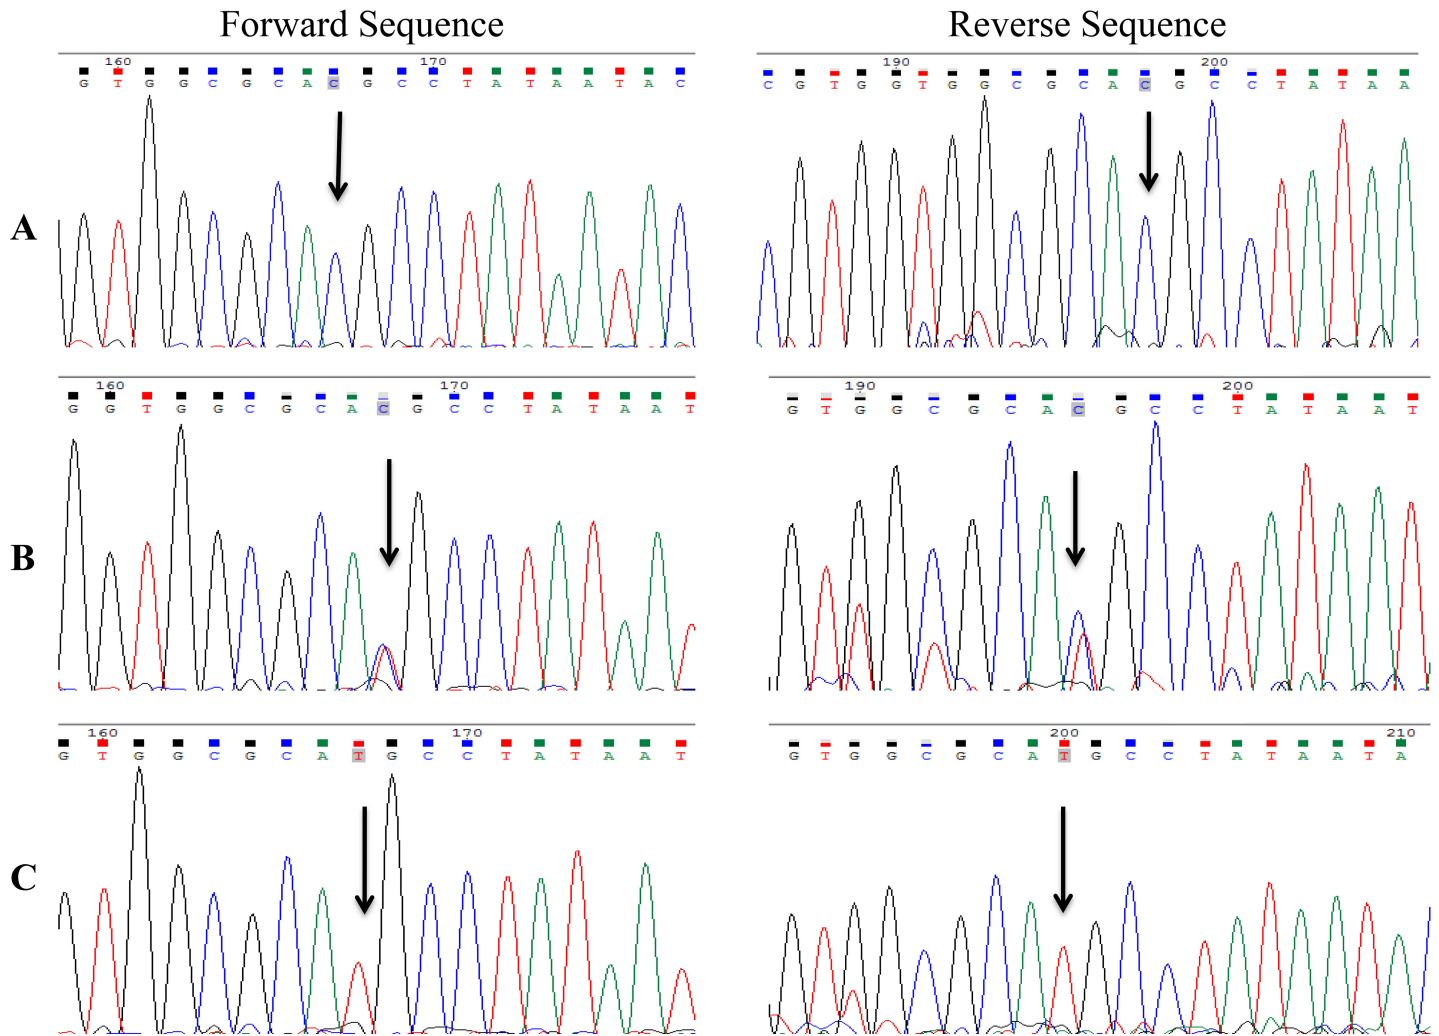 Forward Sequence Reverse Sequence
160 170 190 200
G T G G C G C A C G C C T A T A A T A C C G T G G T G G C G C A C G C C T A T A A
A
160 170 190 200
G G T G G C G C A C G C C T A T A A T G T G G C G C A C G C C T A T A A T
B
160 170 200 210
G T G G C G C A T G C C T A T A A T G T G G C G C A T G C C T A T A A T A
C